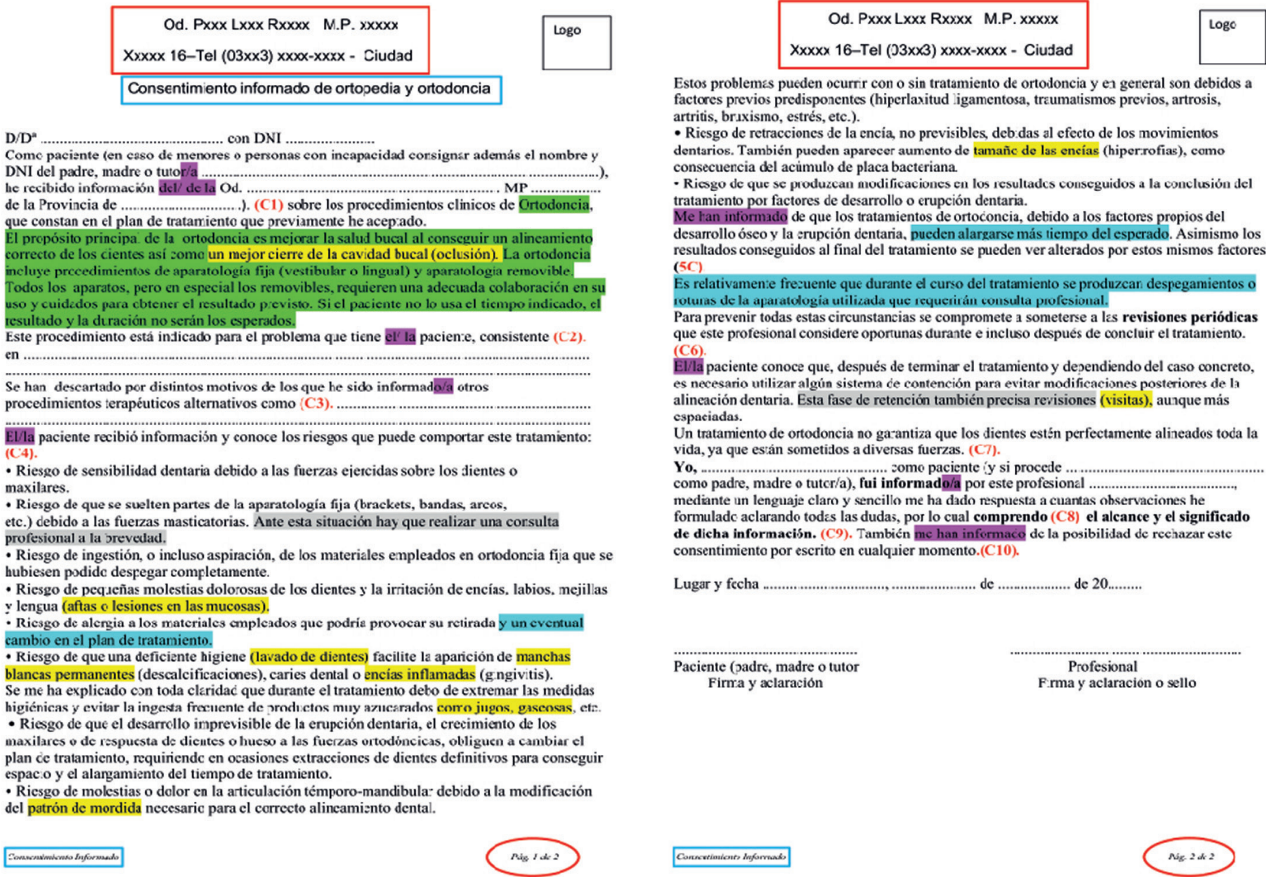 Od. Pxxx Lxxx Rxxxx M.P. xxxxx
Logo
Xxxxx 16–Tel (03xx3) xxxx-xxxx - Ciudad
Consentimiento informado de ortopedia y ortodoncia
D/Dª ........................................................ con DNI ...........................
Como paciente (en caso de menores o personas con incapacidad consignar además el nombre y
DNI del padre, madre o tutor/a ........................................................................................................),
he recibido información del/ de la Od. ............................................................... . MP .................
de la Provincia de ..............................). (C1) sobre los procedimientos clínicos de Ortodoncia,
que constan en el plan de tratamiento que previamente he aceptado.
El propósito principal de la ortodoncia es mejorar la salud bucal al conseguir un alineamiento
correcto de los dientes así como un mejor cierre de la cavidad bucal (oclusión). La ortodoncia
incluye procedimientos de aparatología fija (vestibular o lingual) y aparatología removible.
Todos los aparatos, pero en especial los removibles, requieren una adecuada colaboración en su
uso y cuidados para obtener el resultado previsto. Si el paciente no lo usa el tiempo indicado, el
resultado y la duración no serán los esperados.
Este procedimiento está indicado para el problema que tiene el/ la paciente, consistente (C2).
en ..............................................................................................................................................
..................................................................................................................................................
Se han descartado por distintos motivos de los que he sido informado/a otros
procedimientos terapéuticos alternativos como (C3). ................................................................
..................................................................................................................................................
El/la paciente recibió información y conoce los riesgos que puede comportar este tratamiento:
(C4).
• Riesgo de sensibilidad dentaria debido a las fuerzas ejercidas sobre los dientes o
maxilares.
• Riesgo de que se suelten partes de la aparatología fija (brackets, bandas, arcos,
etc.) debido a las fuerzas masticatorias. Ante esta situación hay que realizar una consulta
profesional a la brevedad.
• Riesgo de ingestión, o incluso aspiración, de los materiales empleados en ortodoncia fija que se
hubiesen podido despegar completamente.
• Riesgo de pequeñas molestias dolorosas de los dientes y la irritación de encías, labios, mejillas
y lengua (aftas o lesiones en las mucosas).
• Riesgo de alergia a los materiales empleados que podría provocar su retirada y un eventual
cambio en el plan de tratamiento.
• Riesgo de que una deficiente higiene (lavado de dientes) facilite la aparición de manchas
blancas permanentes (descalcificaciones), caries dental o encías inflamadas (gingivitis).
Se me ha explicado con toda claridad que durante el tratamiento debo de extremar las medidas
higiénicas y evitar la ingesta frecuente de productos muy azucarados como jugos, gaseosas, etc.
• Riesgo de que el desarrollo imprevisible de la erupción dentaria, el crecimiento de los
maxilares o de respuesta de dientes o hueso a las fuerzas ortodóncicas, obliguen a cambiar el
plan de tratamiento, requiriendo en ocasiones extracciones de dientes definitivos para conseguir
espacio y el alargamiento del tiempo de tratamiento.
• Riesgo de molestias o dolor en la articulación témporo-mandibular debido a la modificación
del patrón de mordida necesario para el correcto alineamiento dental.
Consentimiento Informado
Pág. 1 de 2
Od. Pxxx Lxxx Rxxxx M.P. xxxxx
Logo
Xxxxx 16–Tel (03xx3) xxxx-xxxx - Ciudad
Estos problemas pueden ocurrir con o sin tratamiento de ortodoncia y en general son debidos a
factores previos predisponentes (hiperlaxitud ligamentosa, traumatismos previos, artrosis,
artritis, bruxismo, estrés, etc.).
• Riesgo de retracciones de la encía, no previsibles, debidas al efecto de los movimientos
dentarios. También pueden aparecer aumento de tamaño de las encías (hipertrofias), como
consecuencia del acúmulo de placa bacteriana.
• Riesgo de que se produzcan modificaciones en los resultados conseguidos a la conclusión del
tratamiento por factores de desarrollo o erupción dentaria.
Me han informado de que los tratamientos de ortodoncia, debido a los factores propios del
desarrollo óseo y la erupción dentaria, pueden alargarse más tiempo del esperado. Asimismo los
resultados conseguidos al final del tratamiento se pueden ver alterados por estos mismos factores
(5C)
Es relativamente frecuente que durante el curso del tratamiento se produzcan despegamientos o
roturas de la aparatología utilizada que requerirán consulta profesional.
Para prevenir todas estas circunstancias se compromete a someterse a las revisiones periódicas
que este profesional considere oportunas durante e incluso después de concluir el tratamiento.
(C6).
El/la paciente conoce que, después de terminar el tratamiento y dependiendo del caso concreto,
es necesario utilizar algún sistema de contención para evitar modificaciones posteriores de la
alineación dentaria. Esta fase de retención también precisa revisiones (visitas), aunque más
espaciadas.
Un tratamiento de ortodoncia no garantiza que los dientes estén perfectamente alineados toda la
vida, ya que están sometidos a diversas fuerzas. (C7).
Yo, ............................................... como paciente (y si procede ..................................................
como padre, madre o tutor/a), fui informado/a por este profesional ....................................,
mediante un lenguaje claro y sencillo me ha dado respuesta a cuantas observaciones he
formulado aclarando todas las dudas, por lo cual comprendo (C8) el alcance y el significado
de dicha información. (C9). También me han informado de la posibilidad de rechazar este
consentimiento por escrito en cualquier momento.(C10).
Lugar y fecha ..............................., .................... de .................. de 20.........
................................................ ................................................
Paciente (padre, madre o tutor Profesional
Firma y aclaración Firma y aclaración o sello
Consentimiento Informado
Pág. 2 de 2